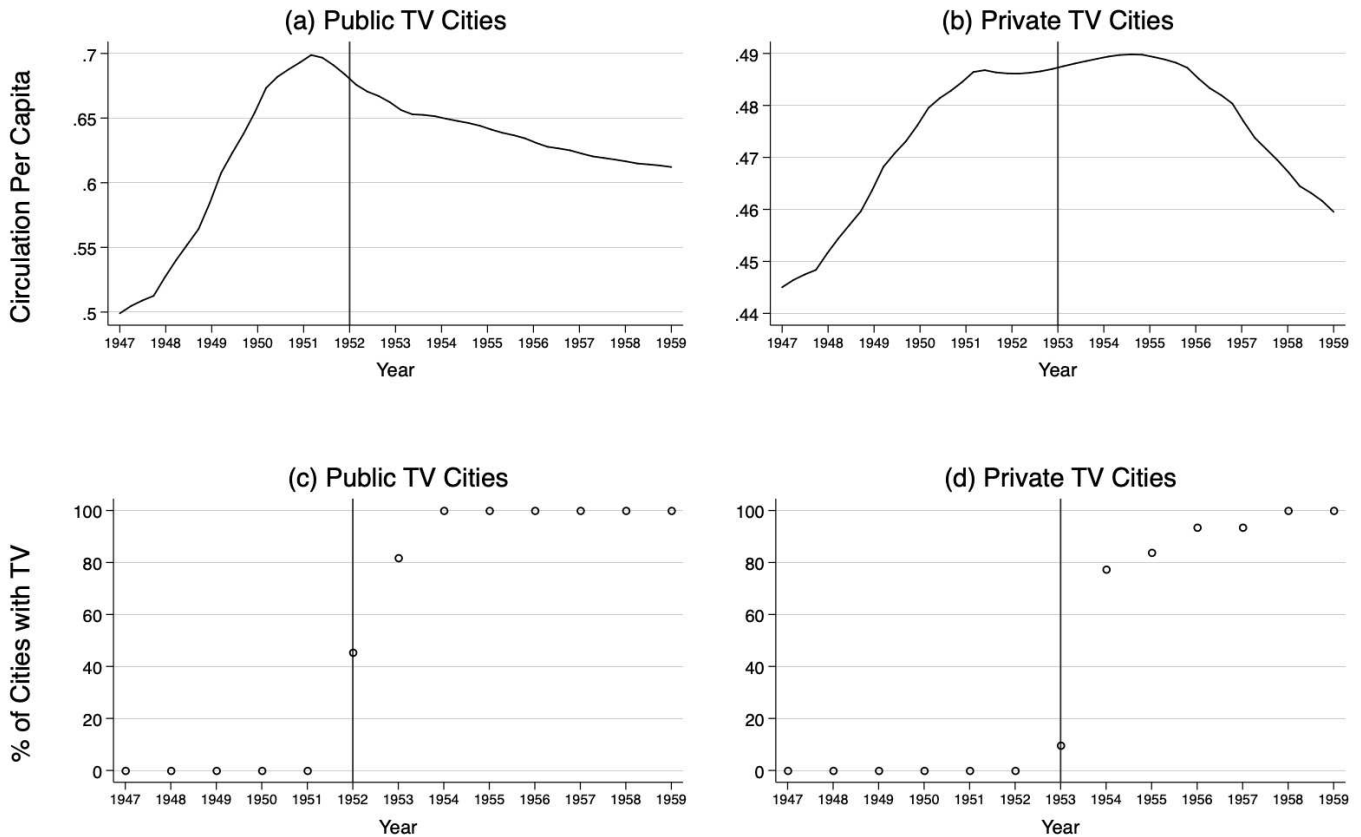 (a) Public TV Cities
Circulation Per Capita
.7
.65
.6
.55
.5
1947 1948 1949 1950 1951 1952 1953 1954 1955 1956 1957 1958 1959
Year
(b) Private TV Cities
.49
.48
.47
.46
.45
.44
1947 1948 1949 1950 1951 1952 1953 1954 1955 1956 1957 1958 1959
Year
(c) Public TV Cities
% of Cities with TV
100
80
60
40
20
0
1947 1948 1949 1950 1951 1952 1953 1954 1955 1956 1957 1958 1959
Year
(d) Private TV Cities
100
80
60
40
20
0
1947 1948 1949 1950 1951 1952 1953 1954 1955 1956 1957 1958 1959
Year